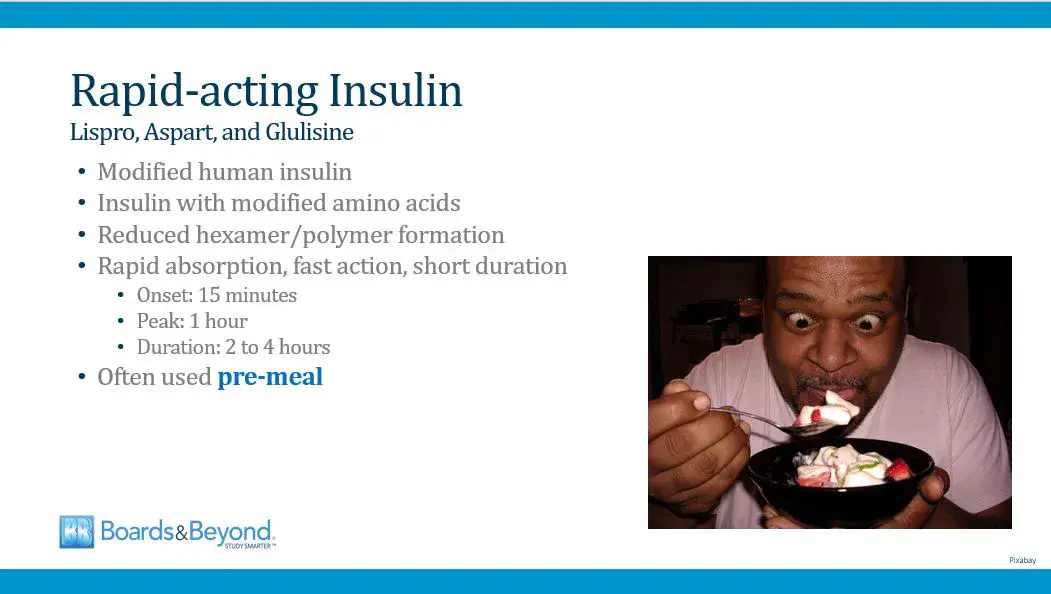 Rapid-acting Insulin
Lispro, Aspart, and Glulisine
• Modified human insulin
• Insulin with modified amino acids
• Reduced hexamer/polymer formation
• Rapid absorption, fast action, short duration
• Onset: 15 minutes
• Peak: 1 hour
• Duration: 2 to 4 hours
• Often used pre-meal
BB Boards&Beyond.
STUDY SMARTER™
Pixabay